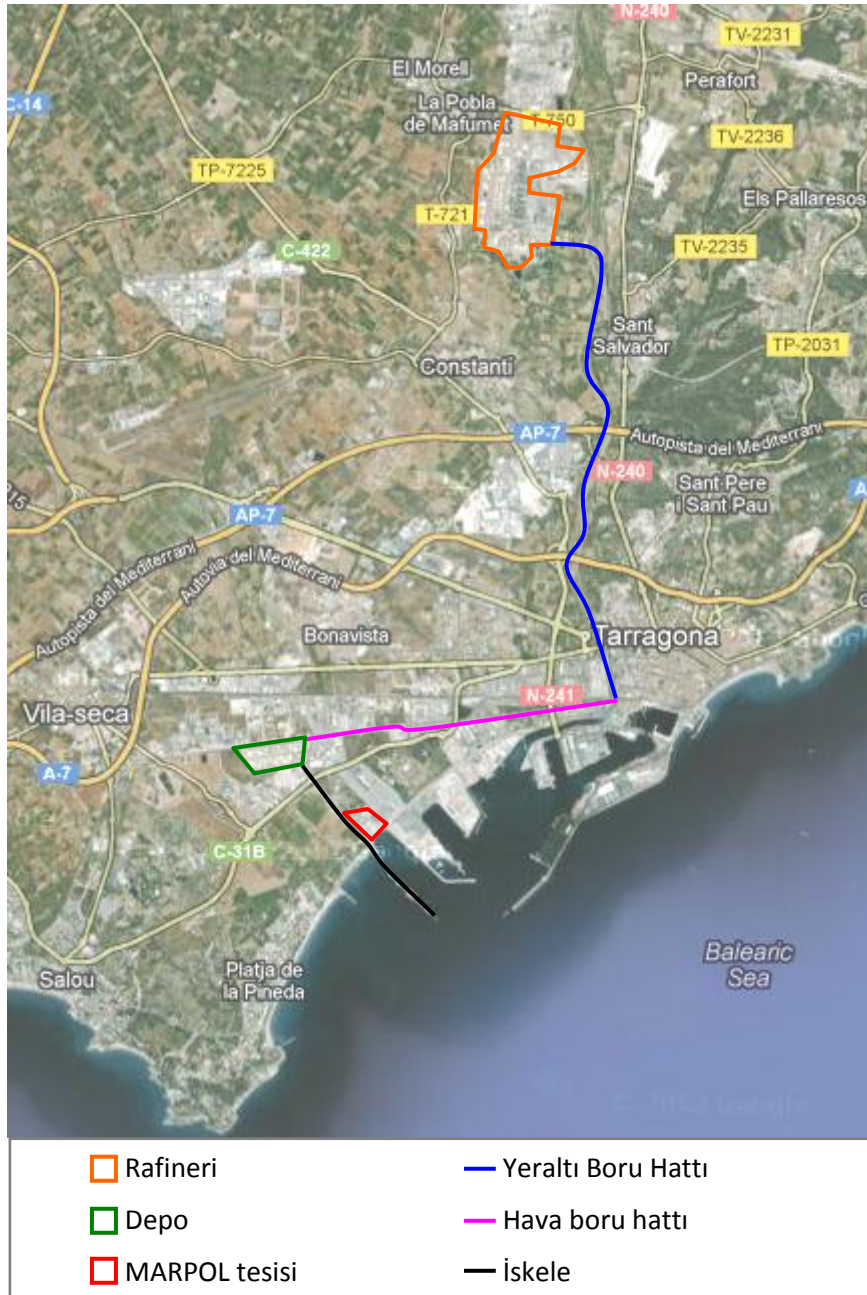 N-240
TV-2231
El Morell
Perafort
C-14
La Pobla
de Mafumet
T-750
TV-2236
TP-7225
Els Pallaresos
T-721
C-422
TV-2235
Sant
Salvador
TP-2031
Constantí
AP-7
Autopista del Mediterrani
N-240
Sant Pere
i Sant Pau
AP-7
Autopista del Mediterrani
Autovia del Mediterrani
Bonavista
Tarragona
N-241
Vila-seca
A-7
C-31B
Balearic
Sea
Salou
Platja de
la Pineda
Rafineri
Yeraltı Boru Hattı
Depo
Hava boru hattı
MARPOL tesisi
İskele